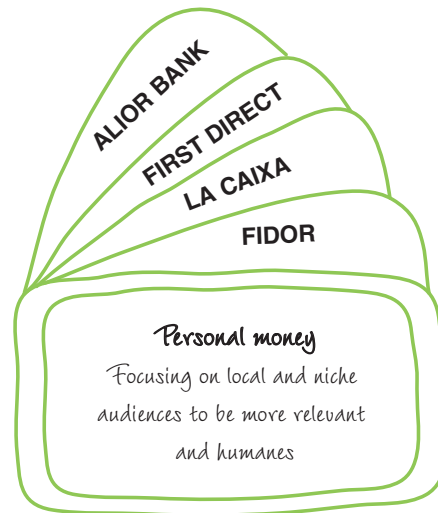 ALIOR BANK
FIRST DIRECT
LA CAIXA
FIDOR
Personal money
Focusing on local and niche
audiences to be more relevant
and humanes